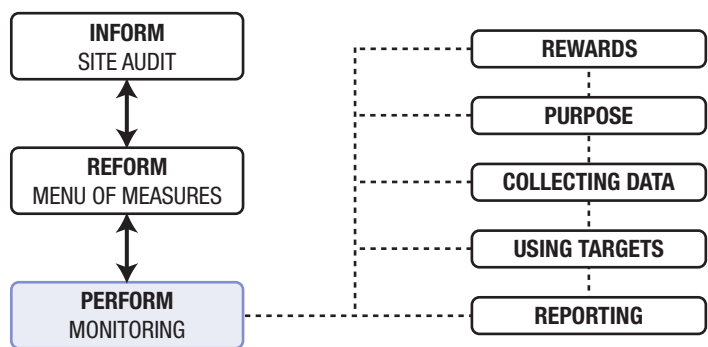 INFORM
SITE AUDIT
REFORM
MENU OF MEASURES
PERFORM
MONITORING
REWARDS
PURPOSE
COLLECTING DATA
USING TARGETS
REPORTING